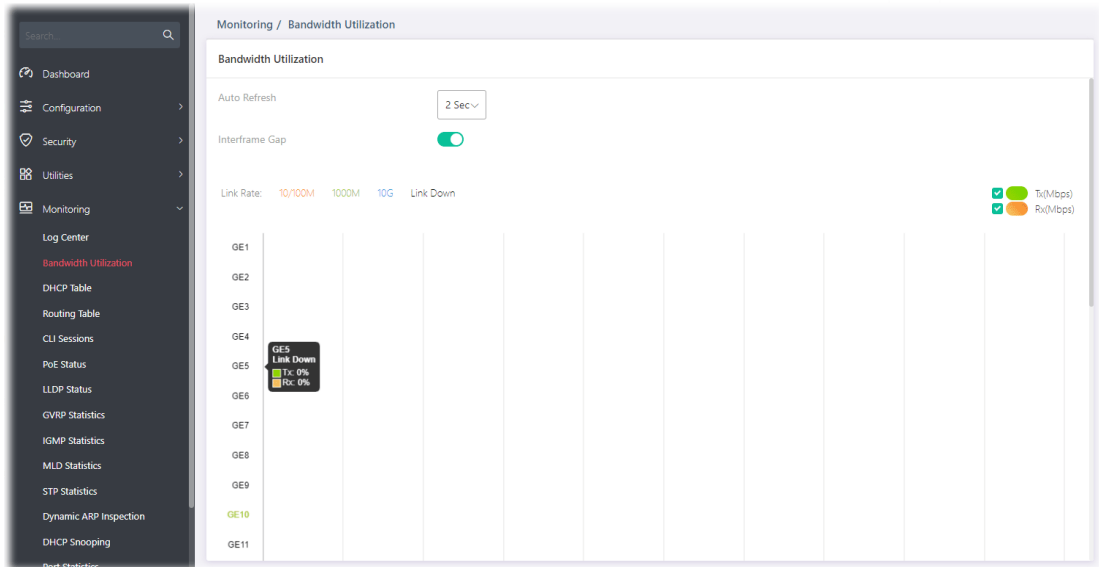 Search...
Dashboard
Configuration
Security
Utilities
Monitoring
Log Center
Bandwidth Utilization
DHCP Table
Routing Table
CLI Sessions
PoE Status
LLDP Status
GVRP Statistics
IGMP Statistics
MLD Statistics
STP Statistics
Dynamic ARP Inspection
DHCP Snooping
Port Statistics
Monitoring / Bandwidth Utilization
Bandwidth Utilization
Auto Refresh 2 Sec
Interframe Gap
Link Rate: 10/100M 1000M 10G Link Down
Tx(Mbps)
Rx(Mbps)
GE1
GE2
GE3
GE4
GE5
GE5
Link Down
Tx: 0%
Rx: 0%
GE6
GE7
GE8
GE9
GE10
GE11